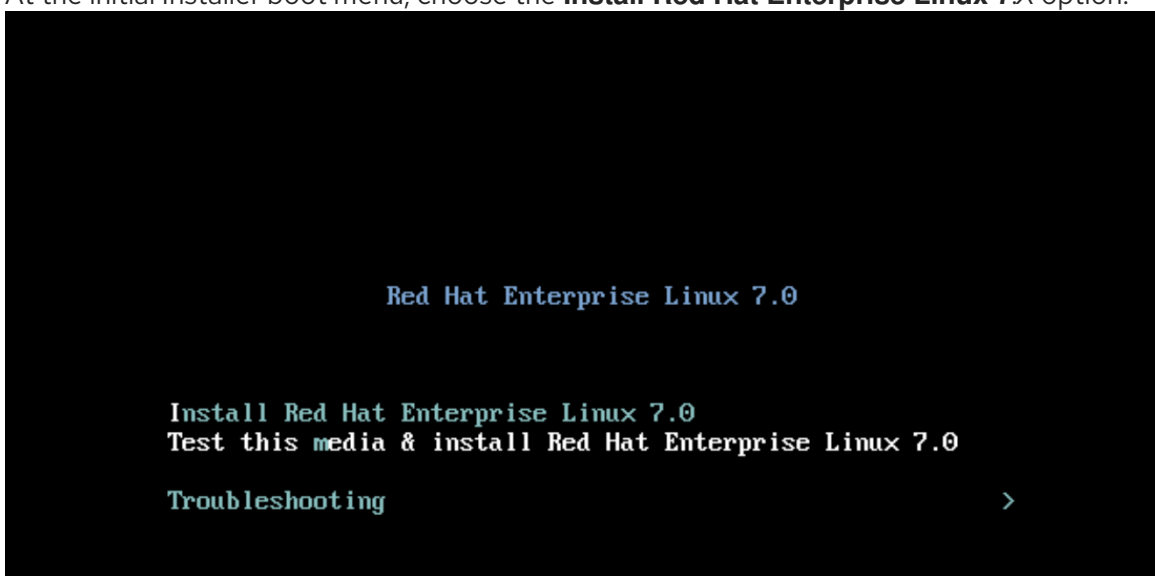 At the initial installer boot menu, choose the Install Red Hat Enterprise Linux 7.X option.
Red Hat Enterprise Linux 7.0
Install Red Hat Enterprise Linux 7.0
Test this media & install Red Hat Enterprise Linux 7.0
Troubleshooting >